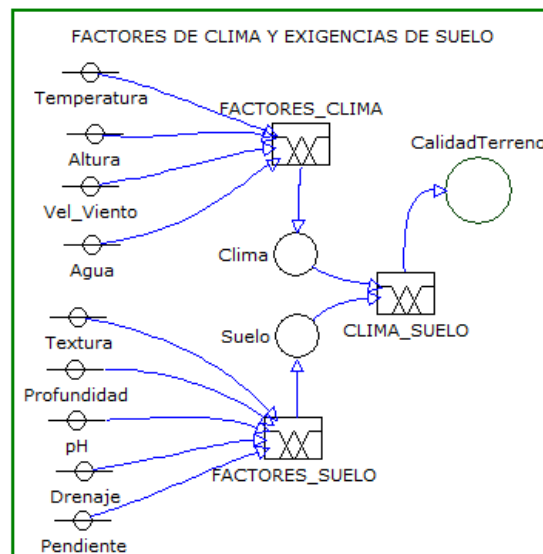 FACTORES DE CLIMA Y EXIGENCIAS DE SUELO
Temperatura
FACTORES_CLIMA
Altura
CalidadTerreno
Vel_Viento
Agua
Clima
CLIMA_SUELO
Textura
Suelo
Profundidad
pH
FACTORES_SUELO
Drenaje
Pendiente